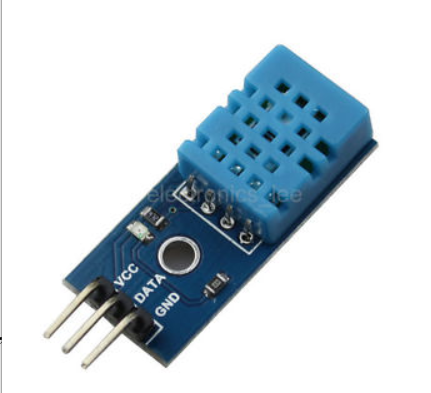 electronics_lee
VCC
DATA
GND